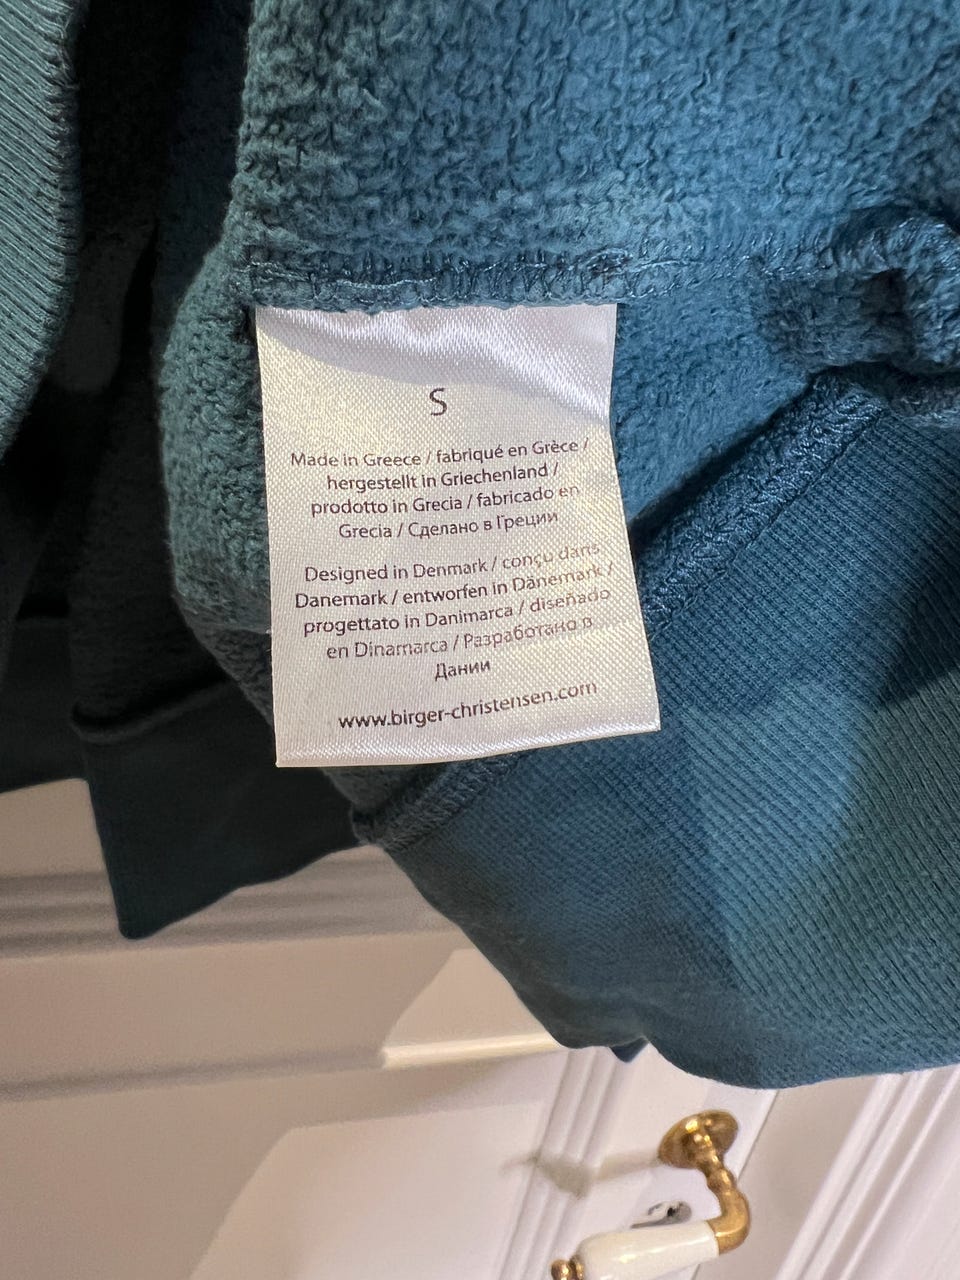 S
Made in Greece / fabriqué en Grèce /
hergestellt in Griechenland /
prodotto in Grecia / fabricado en
Grecia / Сделано в Греции
Designed in Denmark / conçu dans
Danemark / entworfen in Dänemark /
progettato in Danimarca / diseñado
en Dinamarca / Разработано в
Дании
www.birger-christensen.com